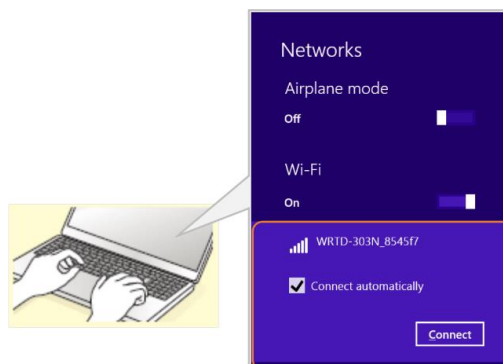 Networks
Airplane mode
Off
Wi-Fi
On
WRTD-303N_8545f7
Connect automatically
Connect